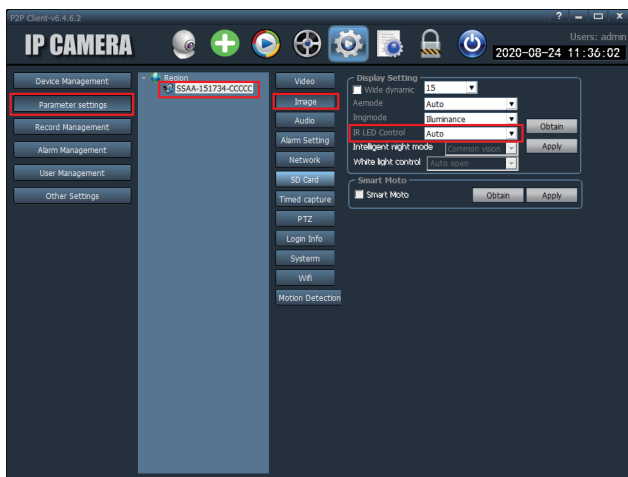 P2P Client-v6.4.6.2
IP CAMERA
Users: admin
2020-08-24 11:36:02
Device Management
Parameter settings
Record Management
Alarm Management
User Management
Other Settings
Region
SSAA-151734-CCCCC
Video
Image
Audio
Alarm Setting
Network
SD Card
Timed capture
PTZ
Login Info
Systerm
Wifi
Motion Detection
Display Setting
Wide dynamic 15
Aemode Auto
Imgmode Illuminance
IR LED Control Auto
Intelligent night mode Common vision
White light control Auto open
Obtain
Apply
Smart Moto
Smart Moto Obtain Apply